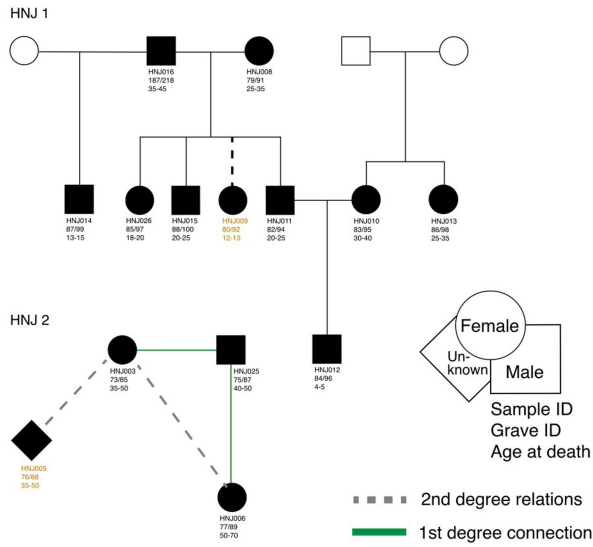 HNJ 1
HNJ016
187/218
35-45
HNJ008
79/91
25-35
HNJ014
87/99
13-15
HNJ026
85/97
18-20
HNJ015
88/100
20-25
HNJ009
80/92
12-13
HNJ011
82/94
20-25
HNJ010
83/95
30-40
HNJ013
86/98
25-35
HNJ 2
HNJ003
73/85
35-50
HNJ025
75/87
40-50
HNJ012
84/96
4-5
HNJ005
76/88
35-50
HNJ006
77/89
50-70
Female
Un-
known
Male
Sample ID
Grave ID
Age at death
2nd degree relations
1st degree connection